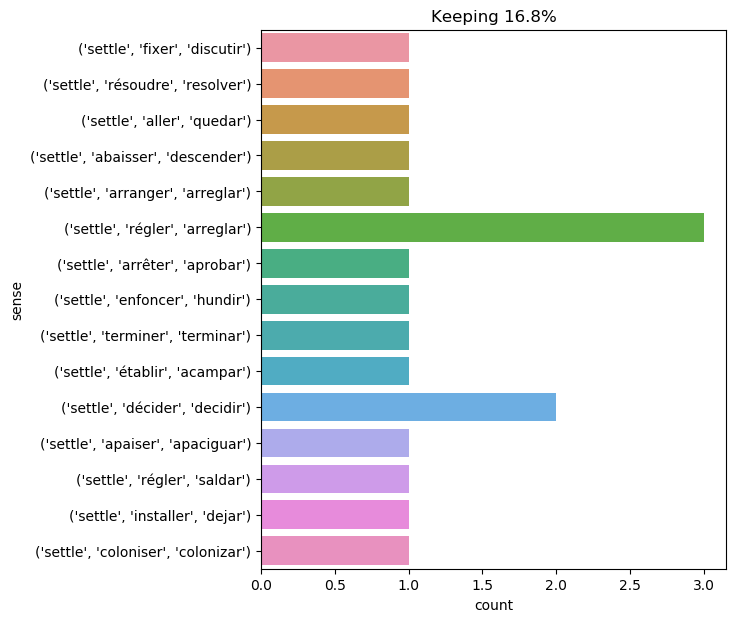 Keeping 16.8%
('settle', 'fixer', 'discutir')
('settle', 'résoudre', 'resolver')
('settle', 'aller', 'quedar')
('settle', 'abaisser', 'descender')
('settle', 'arranger', 'arreglar')
('settle', 'régler', 'arreglar')
('settle', 'arrêter', 'aprobar')
('settle', 'enfoncer', 'hundir')
('settle', 'terminer', 'terminar')
('settle', 'établir', 'acampar')
('settle', 'décider', 'decidir')
('settle', 'apaiser', 'apaciguar')
('settle', 'régler', 'saldar')
('settle', 'installer', 'dejar')
('settle', 'coloniser', 'colonizar')
sense
0.0 0.5 1.0 1.5 2.0 2.5 3.0
count